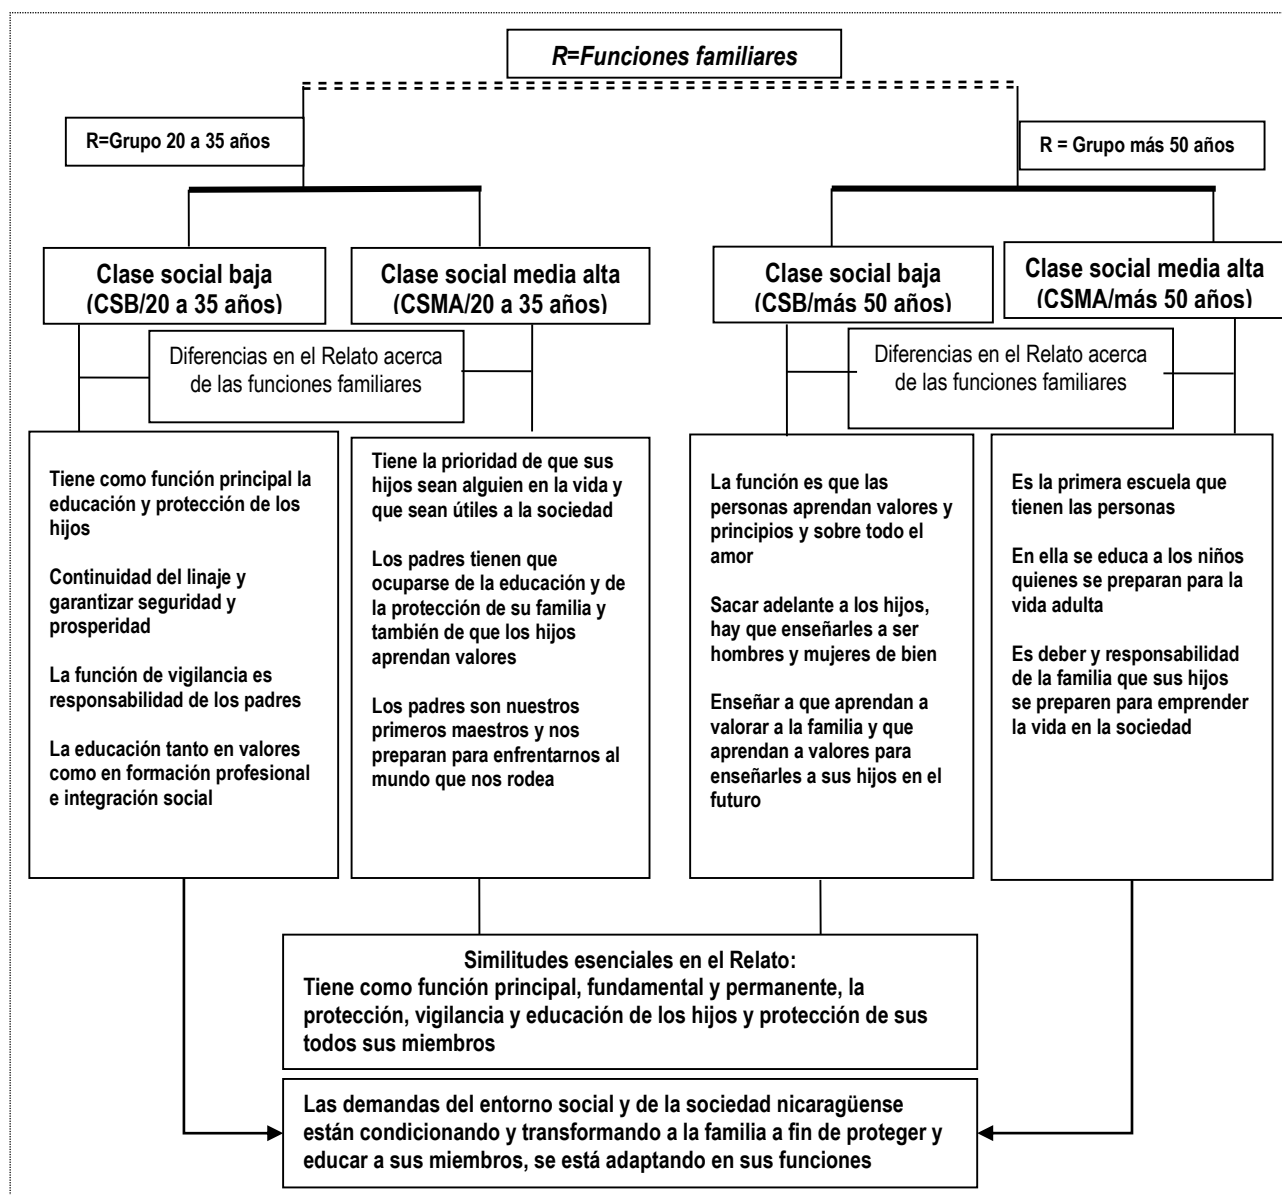 R=Funciones familiares
R=Grupo 20 a 35 años
R = Grupo más 50 años
Clase social baja
(CSB/20 a 35 años)
Clase social media alta
(CSMA/20 a 35 años)
Clase social baja
(CSB/más 50 años)
Clase social media alta
(CSMA/más 50 años)
Diferencias en el Relato acerca
de las funciones familiares
Diferencias en el Relato acerca
de las funciones familiares
Tiene como función principal la
educación y protección de los
hijos
Continuidad del linaje y
garantizar seguridad y
prosperidad
La función de vigilancia es
responsabilidad de los padres
La educación tanto en valores
como en formación profesional
e integración social
Tiene la prioridad de que sus
hijos sean alguien en la vida y
que sean útiles a la sociedad
Los padres tienen que
ocuparse de la educación y de
la protección de su familia y
también de que los hijos
aprendan valores
Los padres son nuestros
primeros maestros y nos
preparan para enfrentarnos al
mundo que nos rodea
La función es que las
personas aprendan valores y
principios y sobre todo el
amor
Sacar adelante a los hijos,
hay que enseñarles a ser
hombres y mujeres de bien
Enseñar a que aprendan a
valorar a la familia y que
aprendan a valores para
enseñarles a sus hijos en el
futuro
Es la primera escuela que
tienen las personas
En ella se educa a los niños
quienes se preparan para la
vida adulta
Es deber y responsabilidad
de la familia que sus hijos
se preparen para emprender
la vida en la sociedad
Similitudes esenciales en el Relato:
Tiene como función principal, fundamental y permanente, la
protección, vigilancia y educación de los hijos y protección de sus
todos sus miembros
Las demandas del entorno social y de la sociedad nicaragüense
están condicionando y transformando a la familia a fin de proteger y
educar a sus miembros, se está adaptando en sus funciones